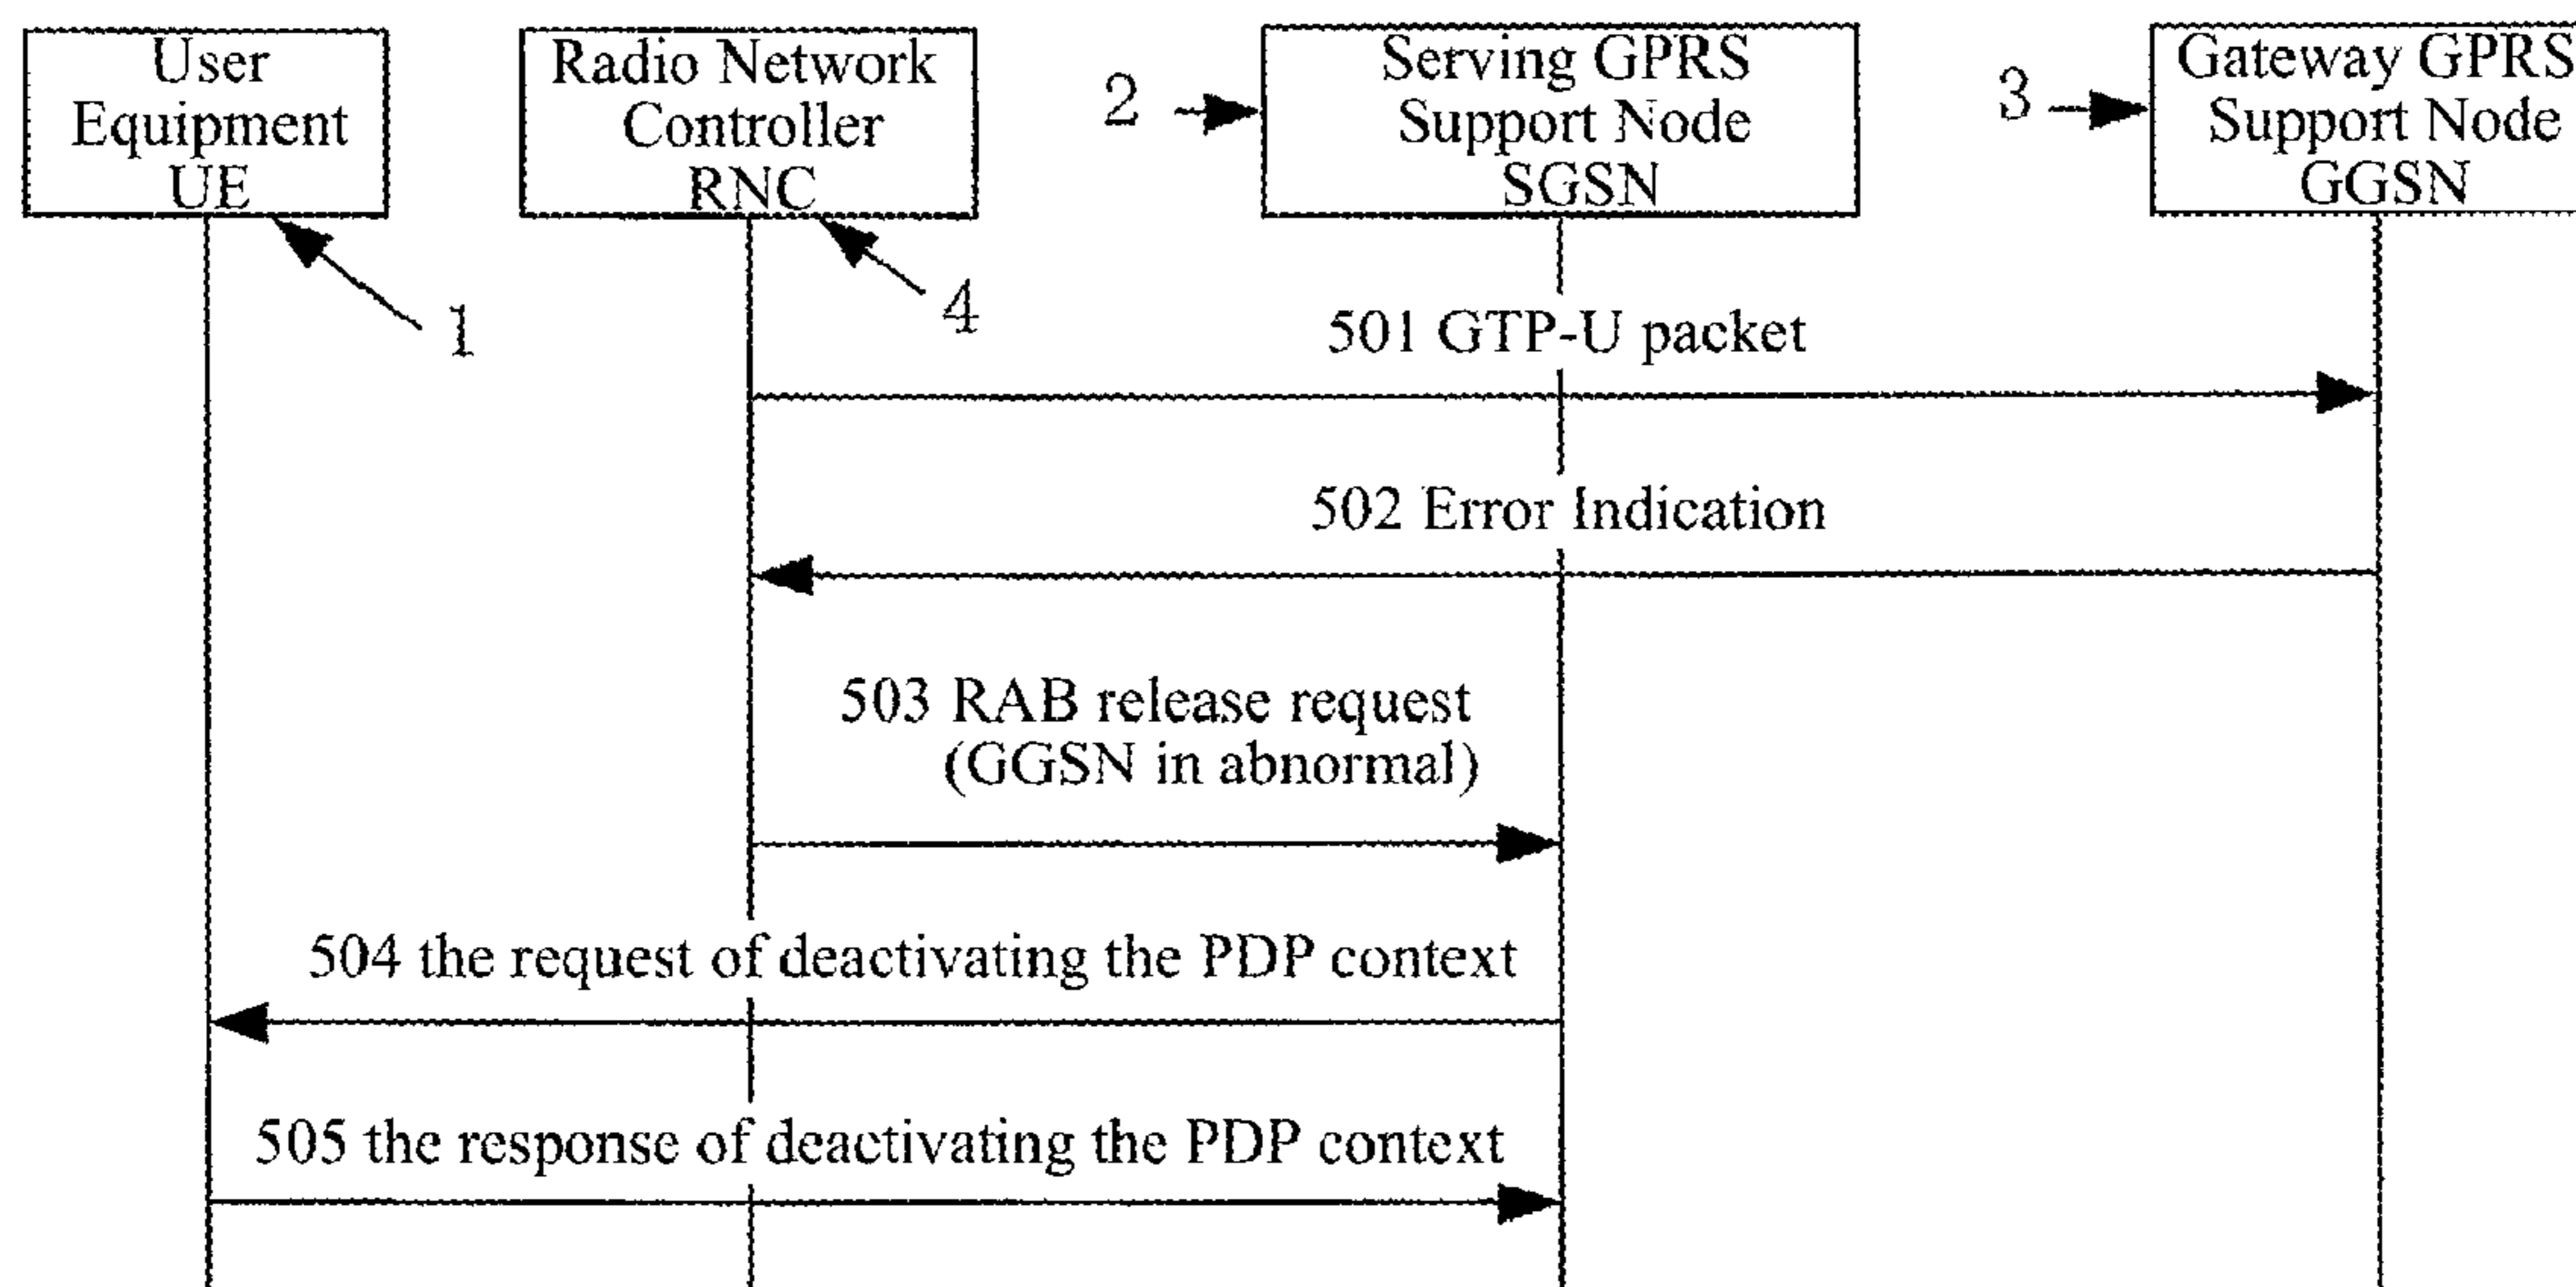 User
Equipment
UE
Radio Network
Controller
RNC
2
Serving GPRS
Support Node
SGSN
3
Gateway GPRS
Support Node
GGSN
1
4
501 GTP-U packet
502 Error Indication
503 RAB release request
(GGSN in abnormal)
504 the request of deactivating the PDP context
505 the response of deactivating the PDP context